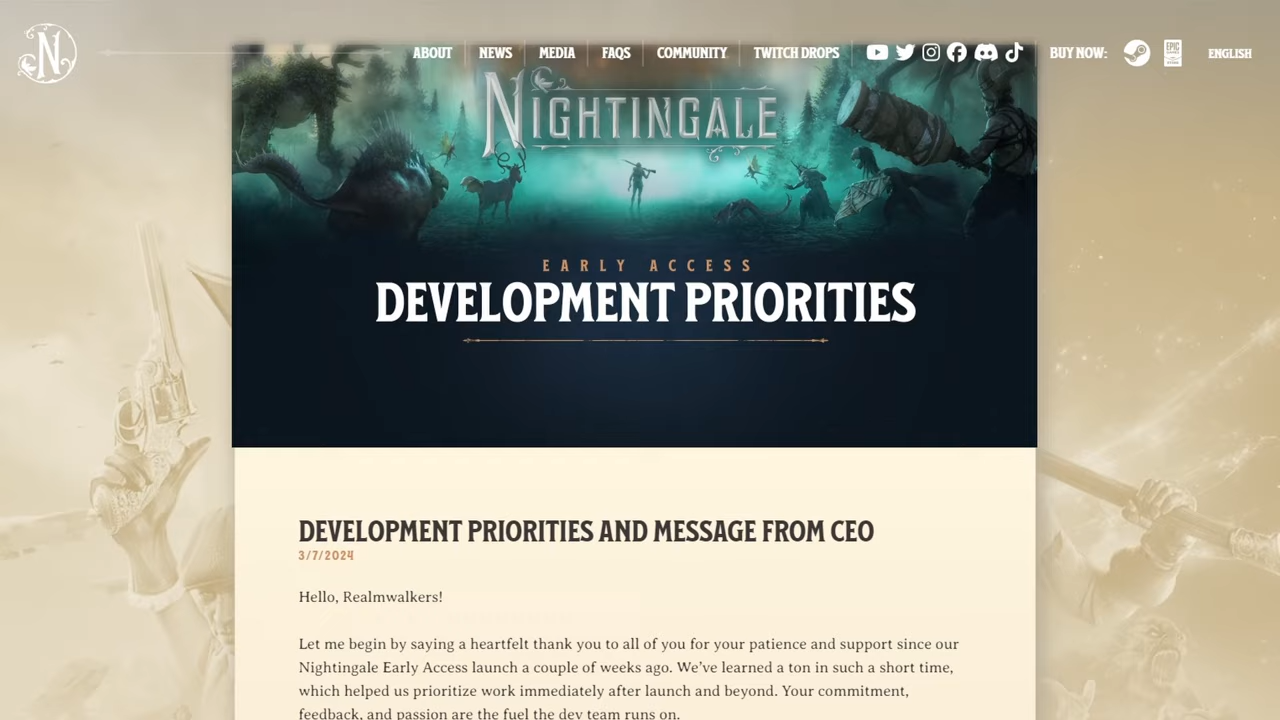 N
ABOUT NEWS MEDIA FAQS COMMUNITY TWITCH DROPS BUY NOW: EPIC GAMES STORE ENGLISH
NIGHTINGALE
EARLY ACCESS
DEVELOPMENT PRIORITIES
DEVELOPMENT PRIORITIES AND MESSAGE FROM CEO
3/7/2024
Hello, Realmwalkers!
Let me begin by saying a heartfelt thank you to all of you for your patience and support since our
Nightingale Early Access launch a couple of weeks ago. We’ve learned a ton in such a short time,
which helped us prioritize work immediately after launch and beyond. Your commitment,
feedback, and passion are the fuel the dev team runs on.